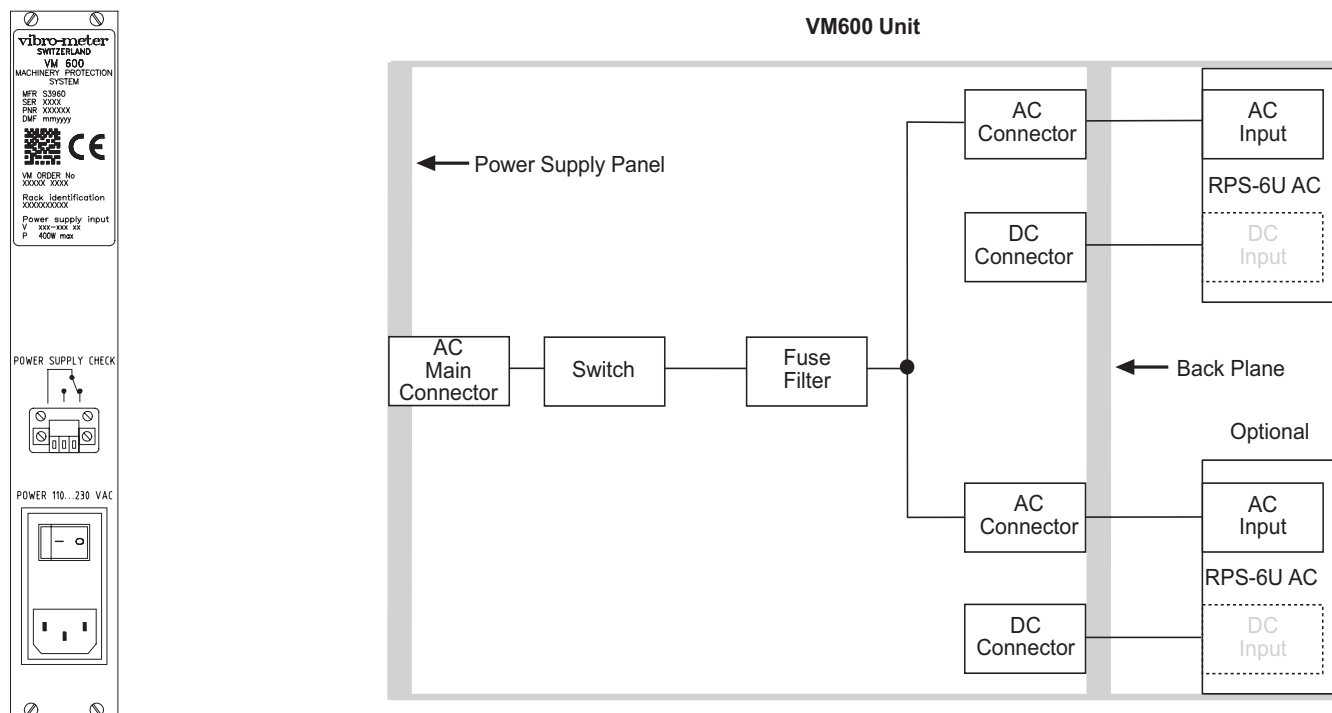 vibro-meter
SWITZERLAND
VM 600
MACHINERY PROTECTION
SYSTEM
MFR S3960
SER XXXX
PNR XXXXXX
DMF mmyyyy
CE
VM ORDER No
XXXXX XXXX
Rack identification
XXXXXXXXXX
Power supply input
V xxx-xxx xx
P 400W max
POWER SUPPLY CHECK
POWER 110...230 VAC
VM600 Unit
Power Supply Panel
AC
Main
Connector
Switch
Fuse
Filter
AC
Connector
DC
Connector
AC
Input
RPS-6U AC
DC
Input
Back Plane
Optional
AC
Connector
DC
Connector
AC
Input
RPS-6U AC
DC
Input